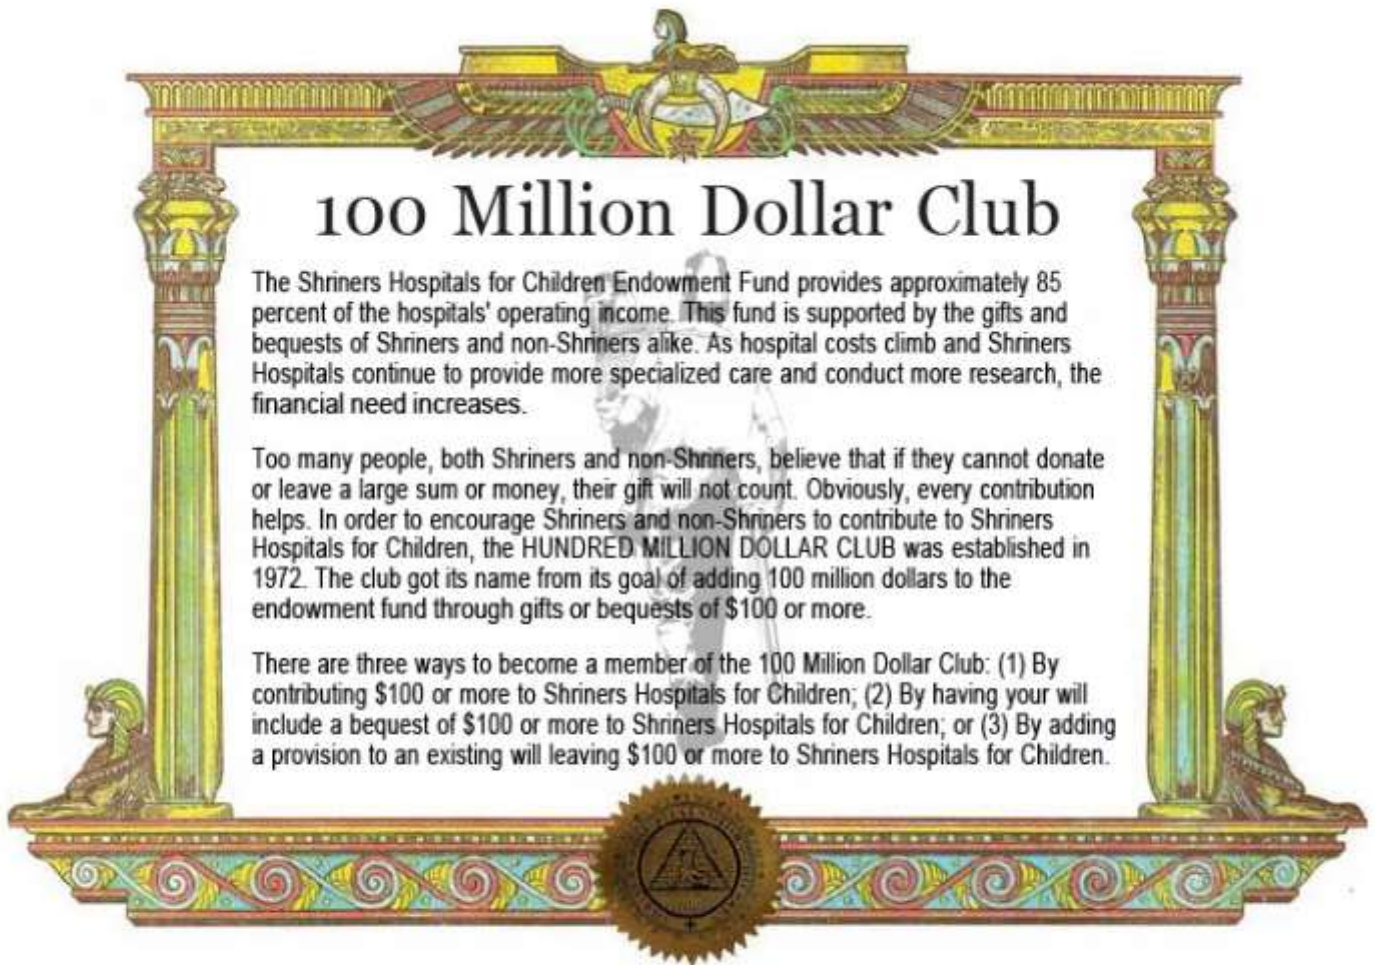 100 Million Dollar Club
The Shriners Hospitals for Children Endowment Fund provides approximately 85
percent of the hospitals' operating income. This fund is supported by the gifts and
bequests of Shriners and non-Shriners alike. As hospital costs climb and Shriners
Hospitals continue to provide more specialized care and conduct more research, the
financial need increases.
Too many people, both Shriners and non-Shriners, believe that if they cannot donate
or leave a large sum or money, their gift will not count. Obviously, every contribution
helps. In order to encourage Shriners and non-Shriners to contribute to Shriners
Hospitals for Children, the HUNDRED MILLION DOLLAR CLUB was established in
1972. The club got its name from its goal of adding 100 million dollars to the
endowment fund through gifts or bequests of $100 or more.
There are three ways to become a member of the 100 Million Dollar Club: (1) By
contributing $100 or more to Shriners Hospitals for Children; (2) By having your will
include a bequest of $100 or more to Shriners Hospitals for Children; or (3) By adding
a provision to an existing will leaving $100 or more to Shriners Hospitals for Children.